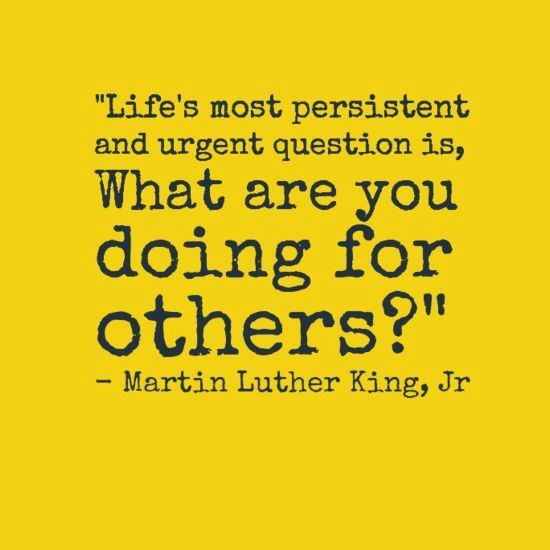 "Life's most persistent
and urgent question is,
What are you
doing for
others?"
- Martin Luther King, Jr